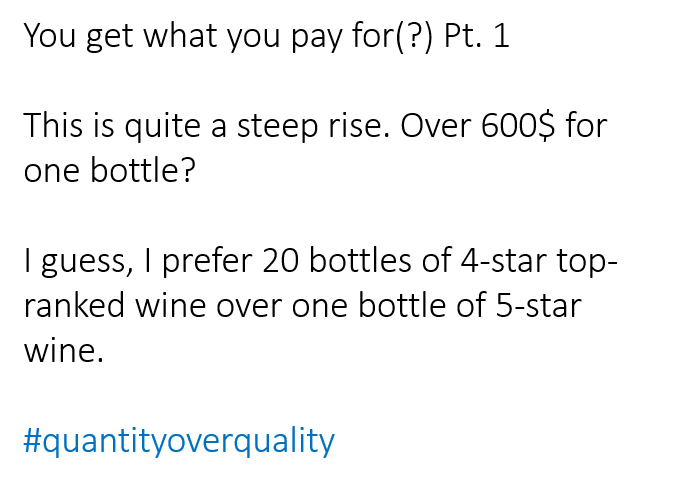 You get what you pay for(?) Pt. 1
This is quite a steep rise. Over 600$ for
one bottle?
I guess, I prefer 20 bottles of 4-star top-
ranked wine over one bottle of 5-star
wine.
#quantityoverquality